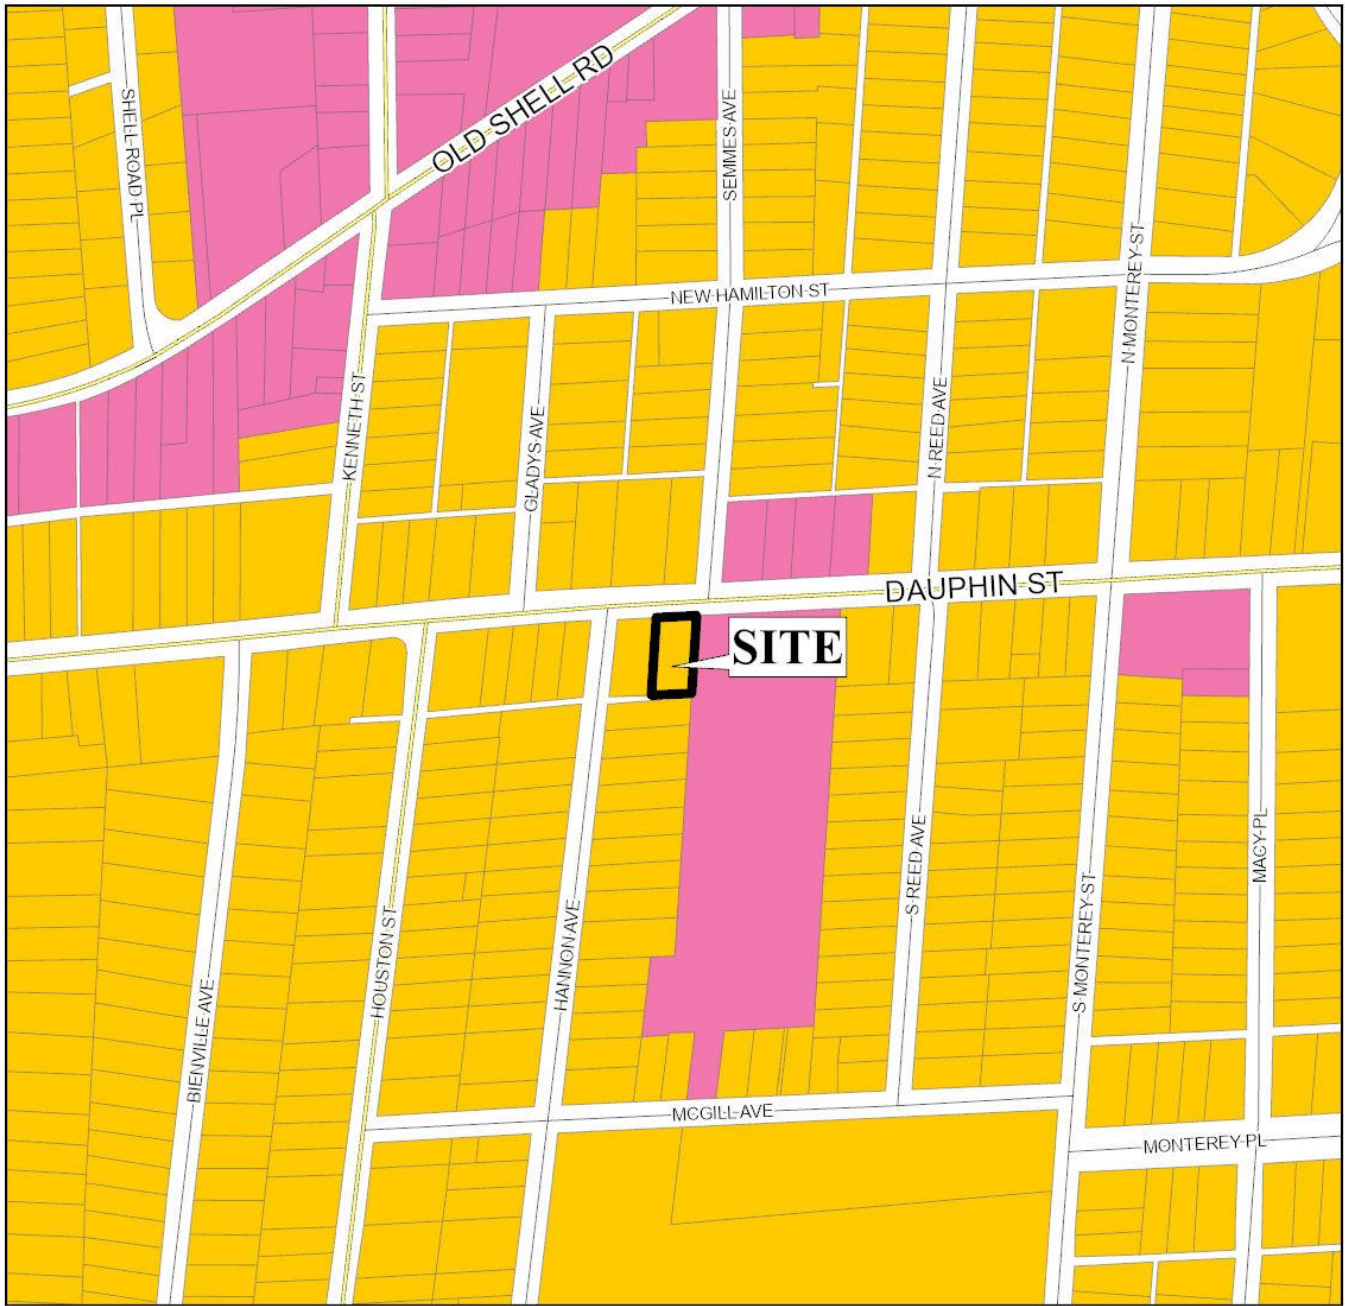 OLD SHELL RD
SHELL ROAD PL
SEMMES AVE
N MONTEREY ST
NEW HAMILTON ST
KENNETH ST
GLADYS AVE
N REED AVE
DAUPHIN ST
SITE
HOUSTON ST
HANNON AVE
S REED AVE
S MONTEREY ST
MACY PL
BIENVILLE AVE
MCGILL AVE
MONTEREY PL